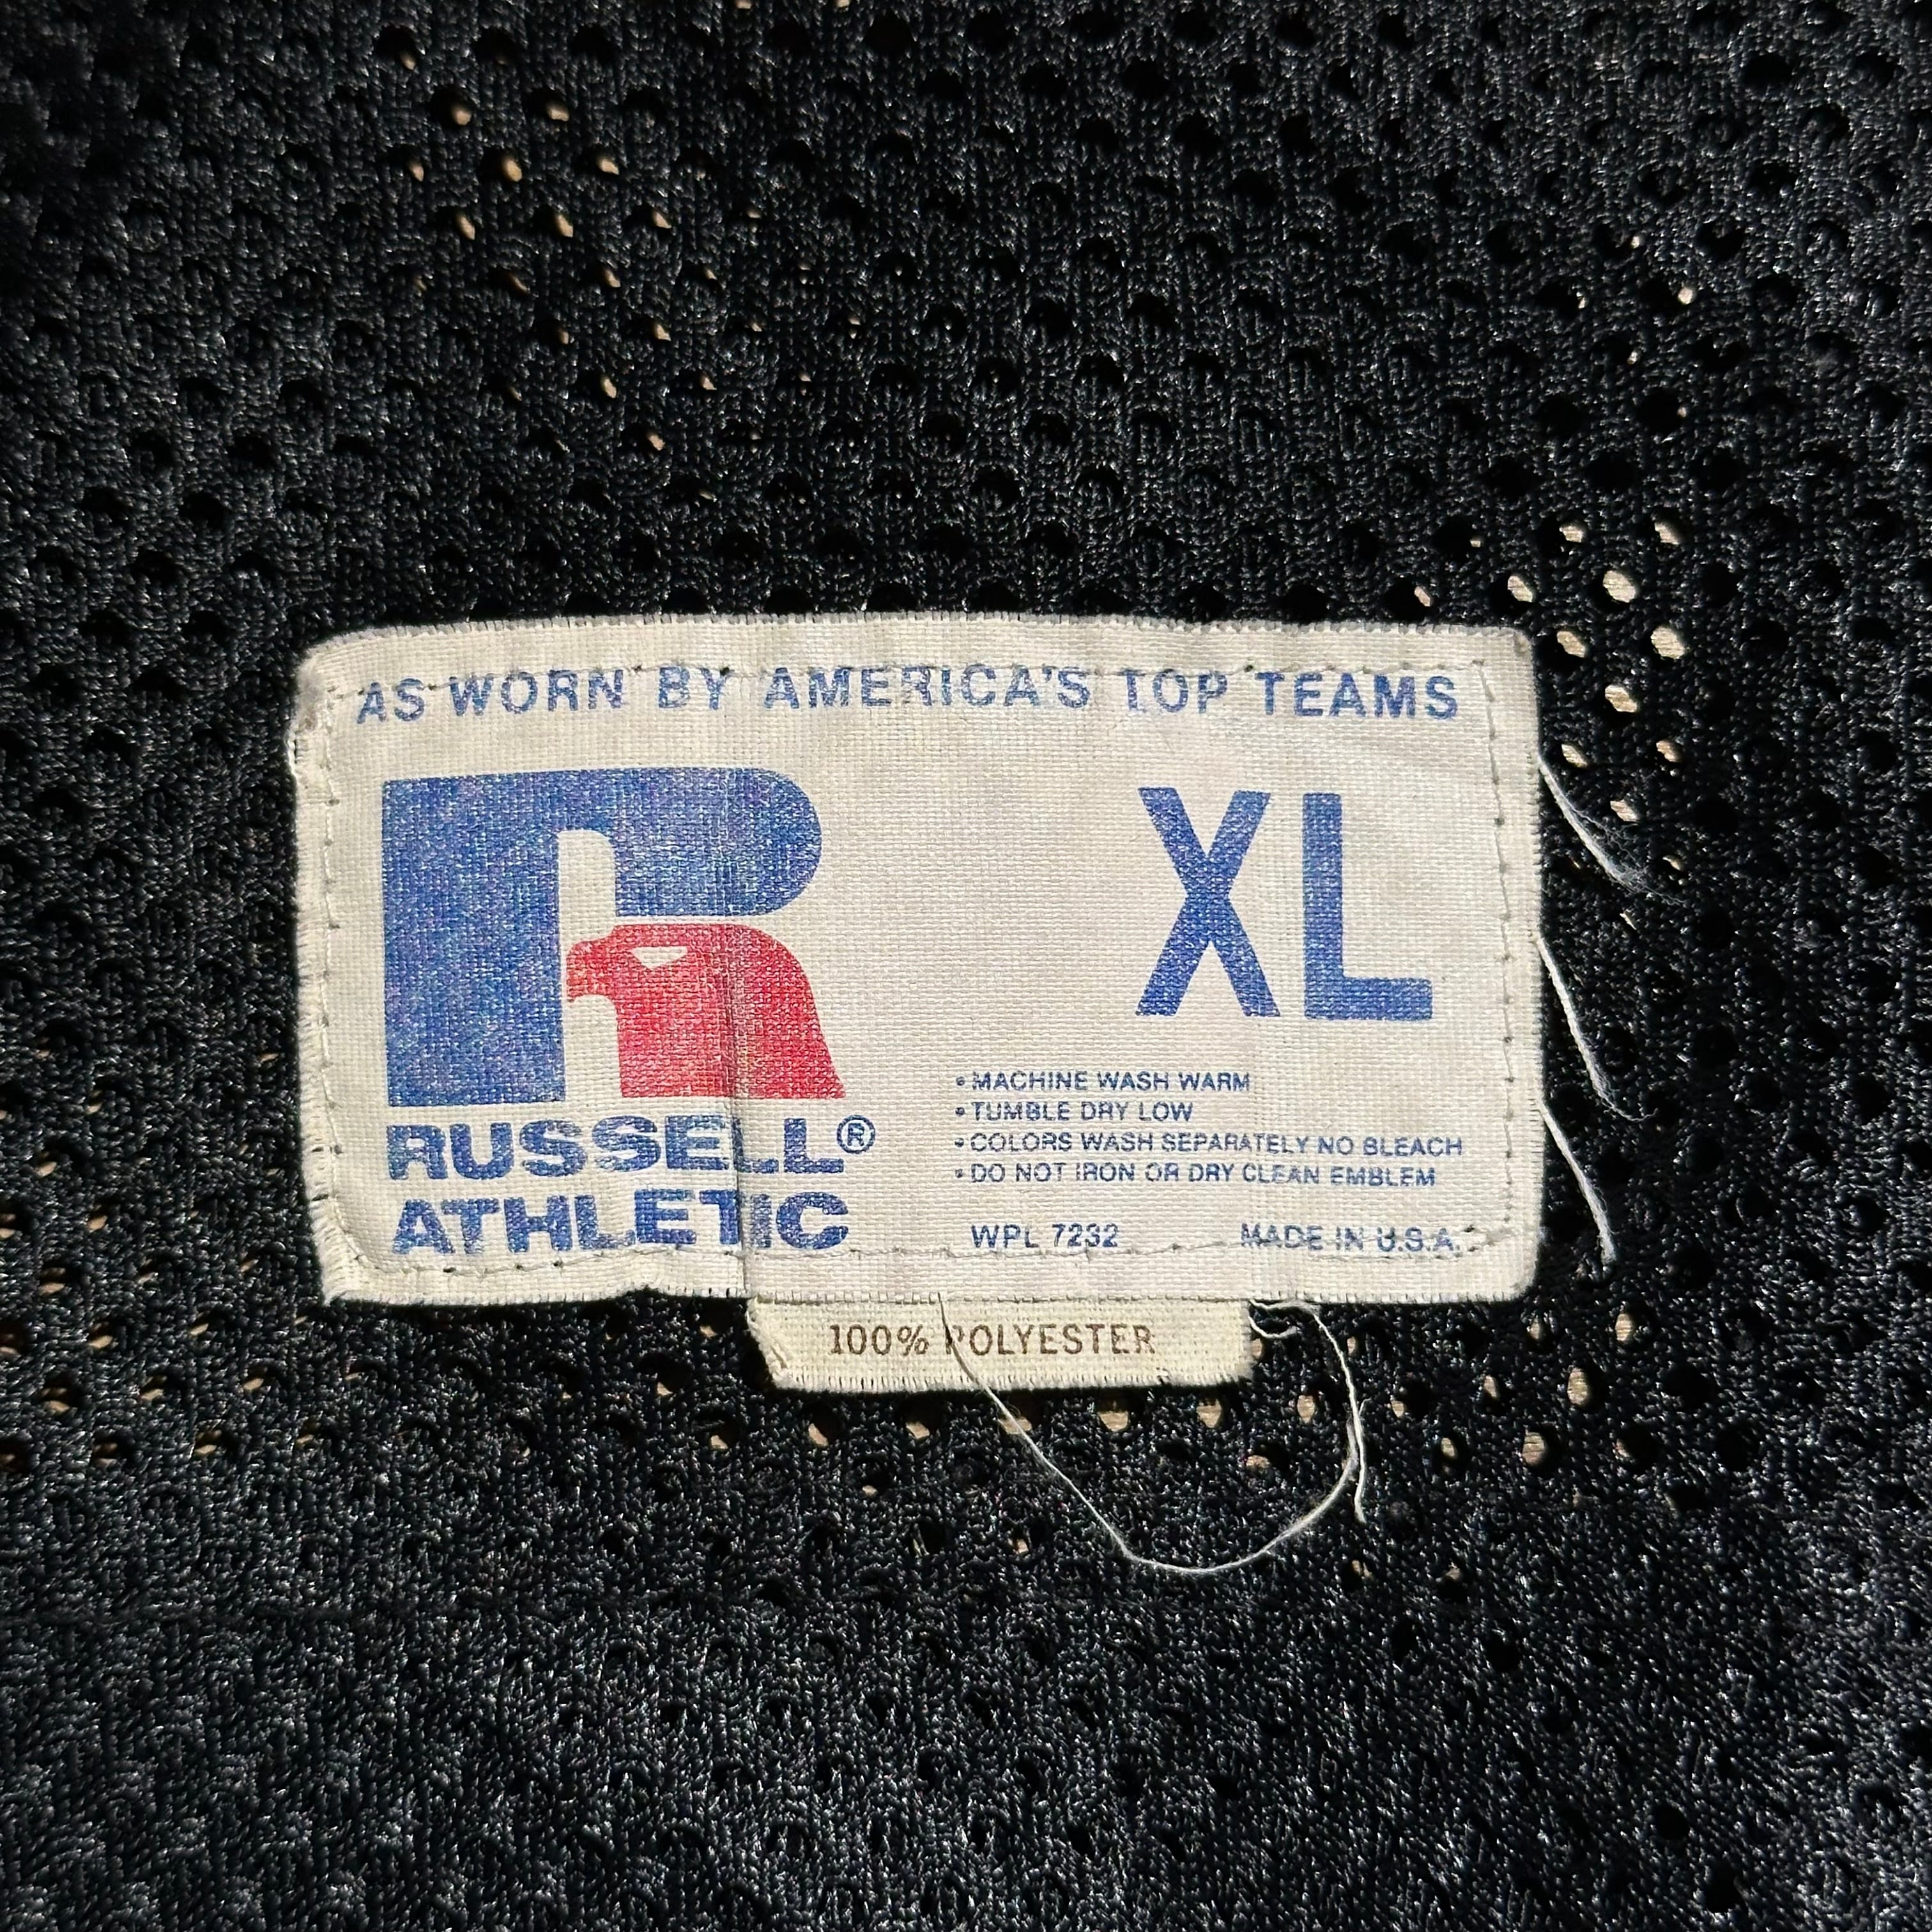 AS WORN BY AMERICA'S TOP TEAMS
R
XL
RUSSELL®
ATHLETIC
• MACHINE WASH WARM
• TUMBLE DRY LOW
• COLORS WASH SEPARATELY NO BLEACH
• DO NOT IRON OR DRY CLEAN EMBLEM
WPL 7232 MADE IN U.S.A.
100% POLYESTER